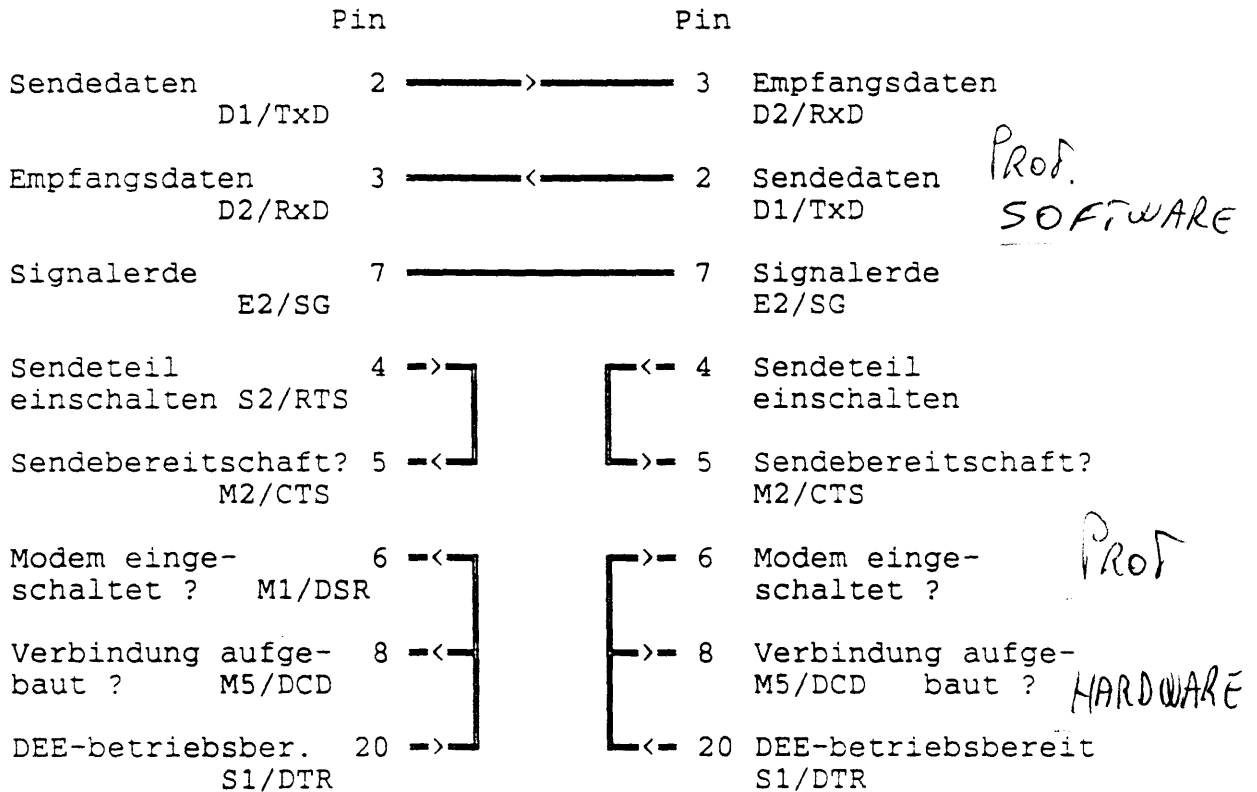 Pin Pin
Sendedaten 2 > 3 Empfangsdaten
D1/TxD D2/RxD
Empfangsdaten 3 < 2 Sendedaten
D2/RxD D1/TxD
PROT.
SOFTWARE
Signalerde 7 7 Signalerde
E2/SG E2/SG
Sendeteil 4 > < 4 Sendeteil
einschalten S2/RTS einschalten
Sendebereitschaft? 5 < > 5 Sendebereitschaft?
M2/CTS M2/CTS
Modem einge- 6 < > 6 Modem einge-
schaltet ? M1/DSR schaltet ?
PROT
Verbindung aufge- 8 < > 8 Verbindung aufge-
baut ? M5/DCD M5/DCD baut ?
HARDWARE
DEE-betriebsber. 20 > < 20 DEE-betriebsbereit
S1/DTR S1/DTR